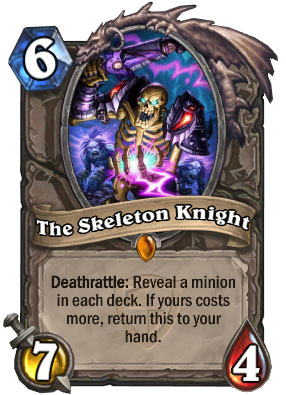 6
The Skeleton Knight
Deathrattle: Reveal a minion
in each deck. If yours costs
more, return this to your
hand.
7
4